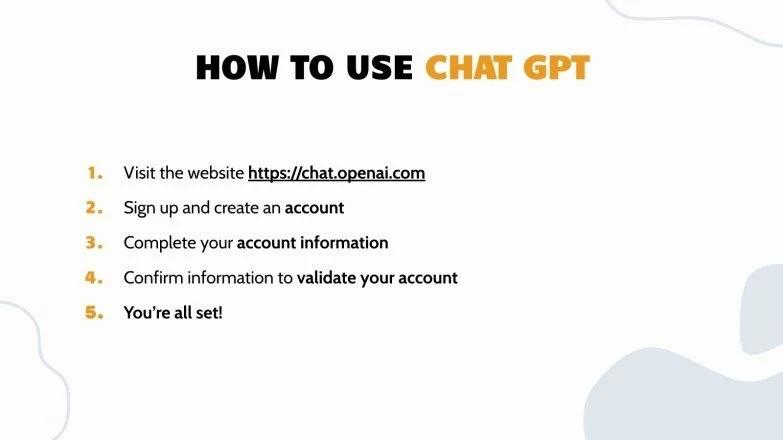 HOW TO USE CHAT GPT
1. Visit the website https://chat.openai.com
2. Sign up and create an account
3. Complete your account information
4. Confirm information to validate your account
5. You’re all set!